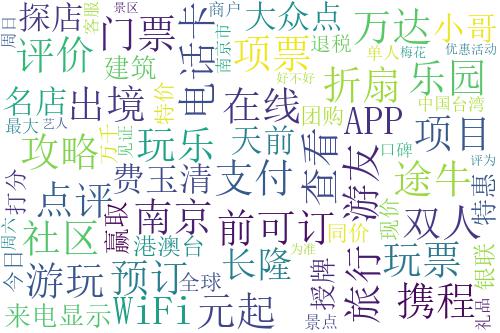 周日
探店
景区
客服
门票
电话卡
商户
南京市
大众点
万达
小哥
优惠活动
梅花
单人
评价
建筑
项票
退税
折扇
好不好
乐园
中国台湾
名店
出境
特价
在线
团购
APP
项目
最大
艺人
见证
万千
攻略
玩乐
天前
查看
游友
口碑
评为
途牛
打分
点评
费玉清
支付
特惠
现价
双人
赢取
南京
前可订
同价
社区
港澳台
为准
周六
今日
游玩
预订
全球
长隆
授牌
旅行
玩票
银联
来电显示
WiFi
元起
景点
携程
礼品